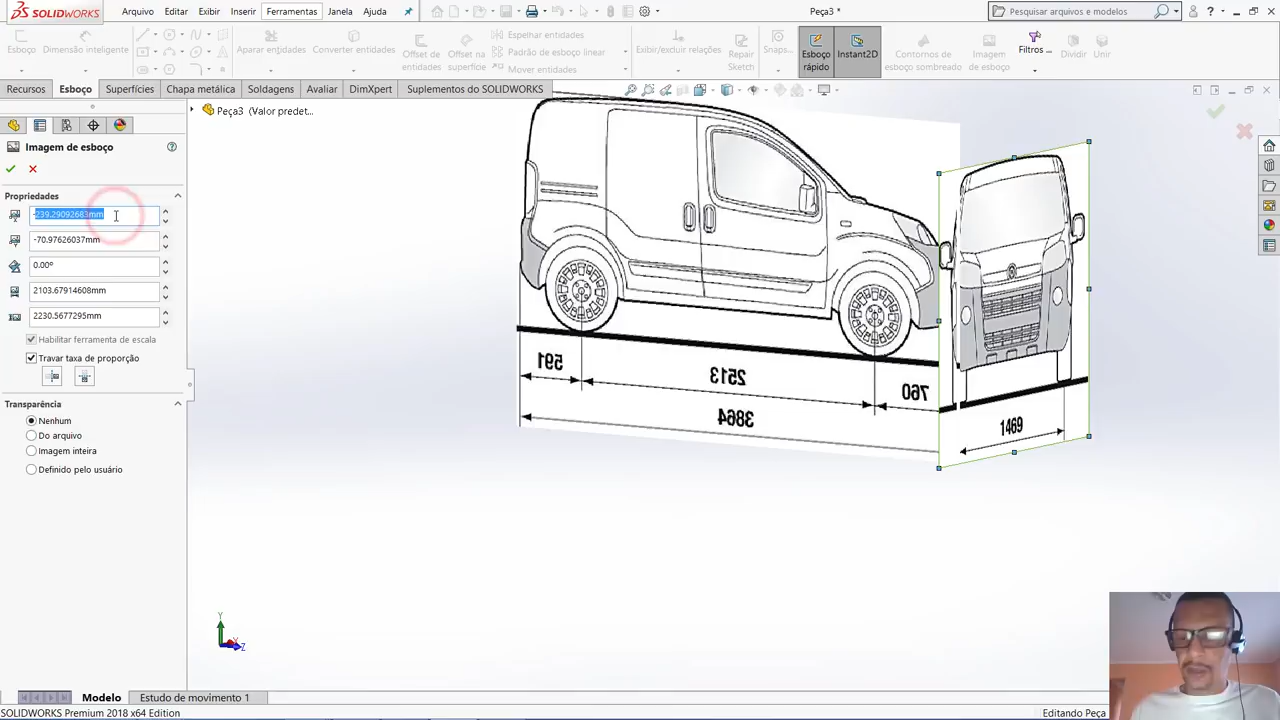 SOLIDWORKS
Arquivo Editar Exibir Inserir Ferramentas Janela Ajuda
Peça3 *
Pesquisar arquivos e modelos
Esboço
Dimensão inteligente
Aparar entidades
Converter entidades
Offset de entidades
Offset na superfície
Espelhar entidades
Padrão de esboço linear
Mover entidades
Exibir/excluir relações
Repair Sketch
Snaps...
Esboço rápido
Instant2D
Contornos de esboço sombreado
Imagem de esboço
Filtros ...
Dividir
Unir
Recursos Esboço Superfícies Chapa metálica Soldagens Avaliar DimXpert Suplementos do SOLIDWORKS
Peça3 (Valor predet...
Imagem de esboço
Propriedades
-239.29092683mm
-70.97626037mm
0.00º
2103.67914608mm
2230.5677295mm
Habilitar ferramenta de escala
Travar taxa de proporção
Transparência
Nenhum
Do arquivo
Imagem inteira
Definido pelo usuário
591
2513
760
3864
1469
Y
X
Z
Modelo Estudo de movimento 1
SOLIDWORKS Premium 2018 x64 Edition
Editando Peça